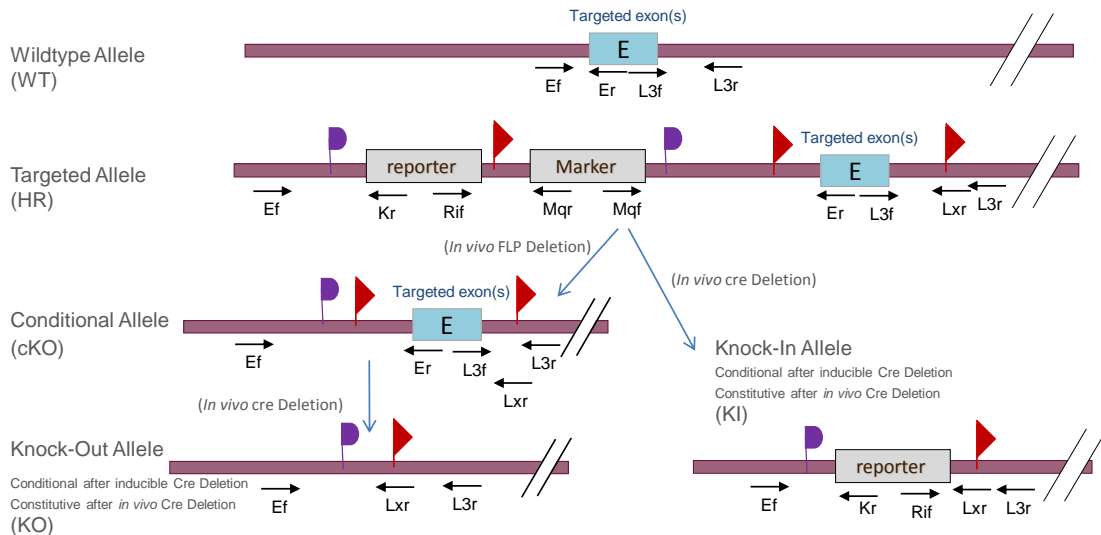 Targeted exon(s)
Wildtype Allele
(WT)
E
Ef
Er
L3f
L3r
Targeted exon(s)
Targeted Allele
(HR)
reporter
Marker
E
Ef
Kr
Rif
Mqr
Mqf
Er
L3f
Lxr
L3r
(In vivo FLP Deletion)
(In vivo cre Deletion)
Conditional Allele
(cKO)
Targeted exon(s)
E
Ef
Er
L3f
L3r
Lxr
(In vivo cre Deletion)
Knock-In Allele
Conditional after inducible Cre Deletion
Constitutive after in vivo Cre Deletion
(KI)
reporter
Ef
Kr
Rif
Lxr
L3r
Knock-Out Allele
Conditional after inducible Cre Deletion
Constitutive after in vivo Cre Deletion
(KO)
Ef
Lxr
L3r